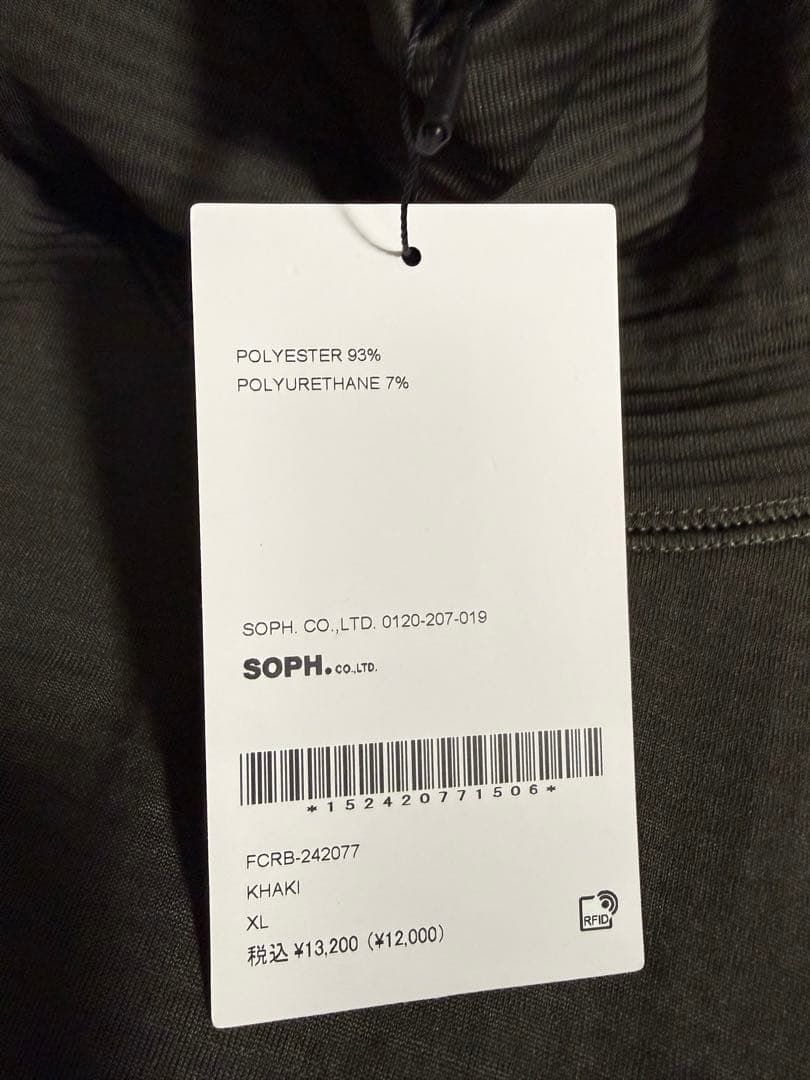 POLYESTER 93%
POLYURETHANE 7%
SOPH. CO.,LTD. 0120-207-019
SOPH. CO.,LTD.
*152420771506*
FCRB-242077
KHAKI
XL
RFID
税込 ¥13,200 (¥12,000)